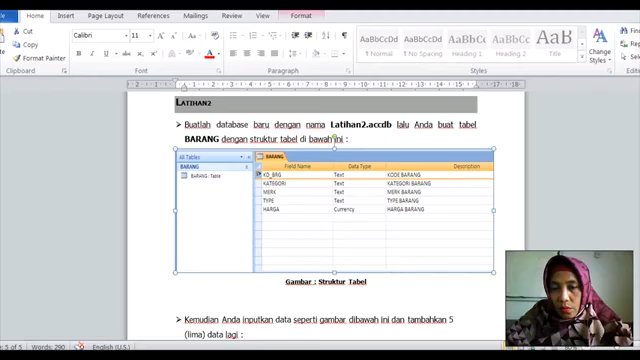 Home Insert Page Layout References Mailings Review View Format
Cut
Copy
Format Painter
Calibri 11
AaBbCcDd AaBbCcDd AaBbC AaBbCc AaB
¶ Normal ¶ No Spacing Heading 1 Heading 2 Title
Change
Styles
Clipboard Font Paragraph Styles
LATIHAN2
Buatlah database baru dengan nama Latihan2.accdb lalu Anda buat tabel
BARANG dengan struktur tabel di bawah ini :
All Tables BARANG
BARANG Field Name Data Type Description
BARANG : Table KD_BRG Text KODE BARANG
KATEGORI Text KATEGORI BARANG
MERK Text MERK BARANG
TYPE Text TYPE BARANG
HARGA Currency HARGA BARANG
Gambar : Struktur Tabel
Kemudian Anda inputkan data seperti gambar dibawah ini dan tambahkan 5
(lima) data lagi :
5 of 5 Words: 290 English (U.S.)